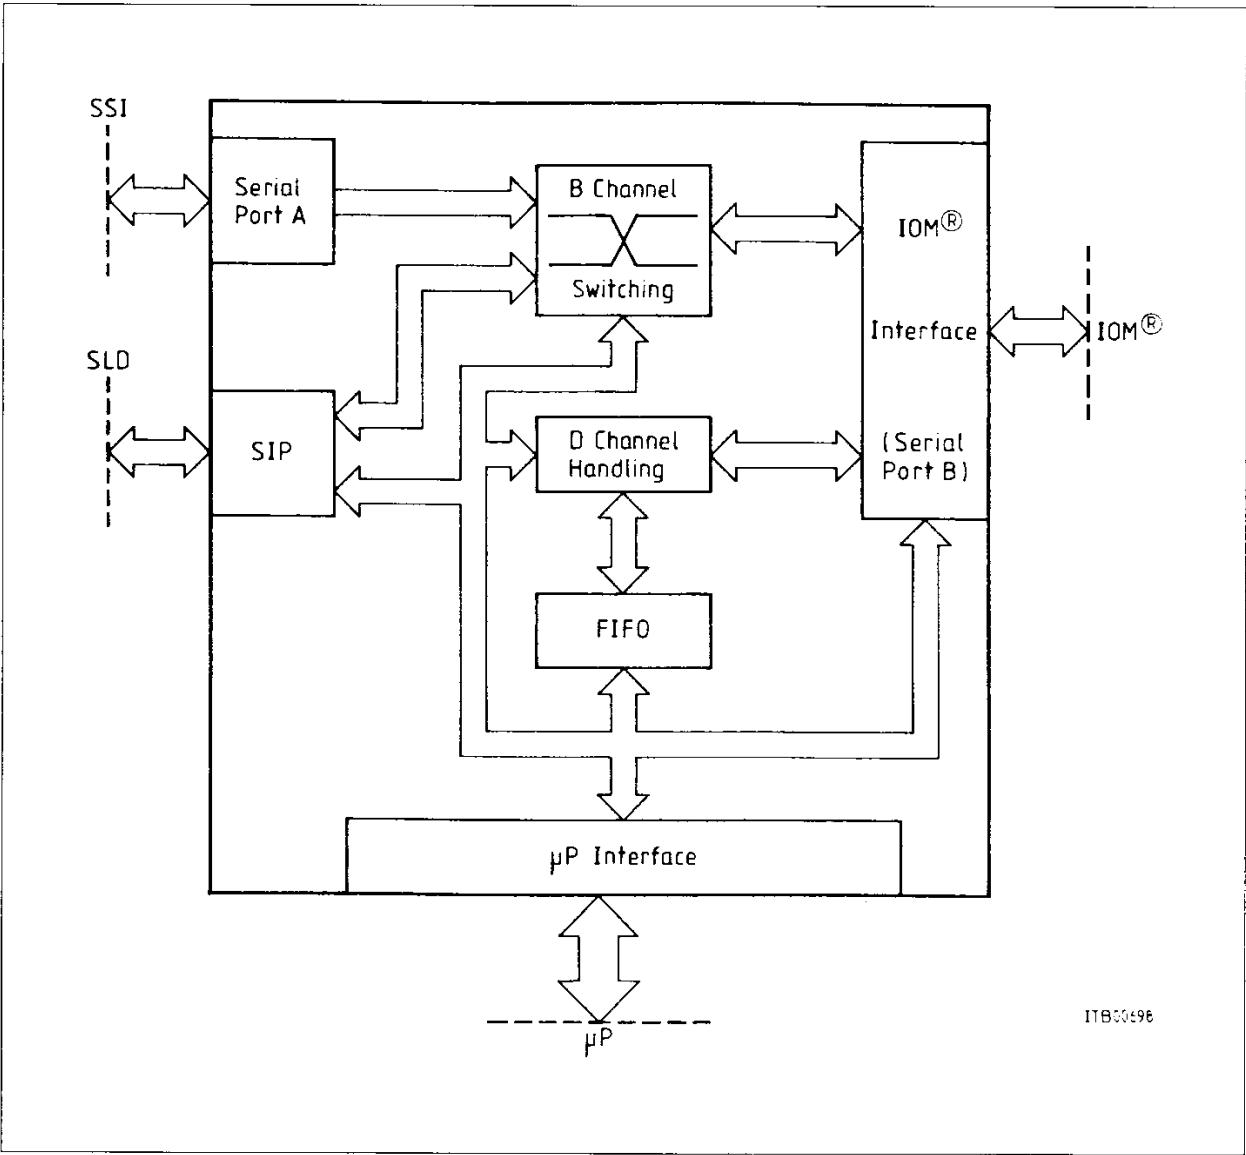 SSI
Serial
Port A
B Channel
Switching
IOM®
Interface
(Serial
Port B)
IOM®
SLD
SIP
D Channel
Handling
FIFO
µP Interface
µP